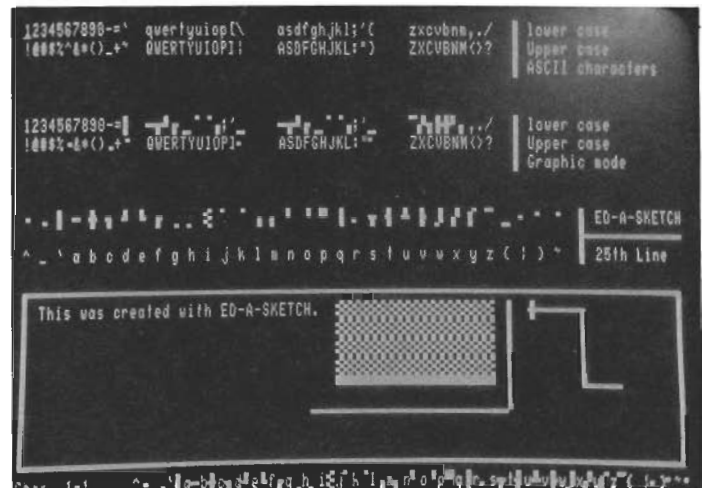 1234567890-=` qwertyuiop[\ asdfghjkl;'{ zxcvbnm,./ lower case
!@#$%^&*()_+~ QWERTYUIOP]| ASDFGHJKL:"} ZXCVBNM<>? Upper case
ASCII characters
1234567890-= lower case
!@#$% &*()_+ QWERTYUIOP ASDFGHJKL: ZXCVBNM<>? Upper case
Graphic mode
ED-A-SKETCH
^ _ ` a b c d e f g h i j k l m n o p q r s t u v w x y z { | } ~ 25th Line
This was created with ED-A-SKETCH.